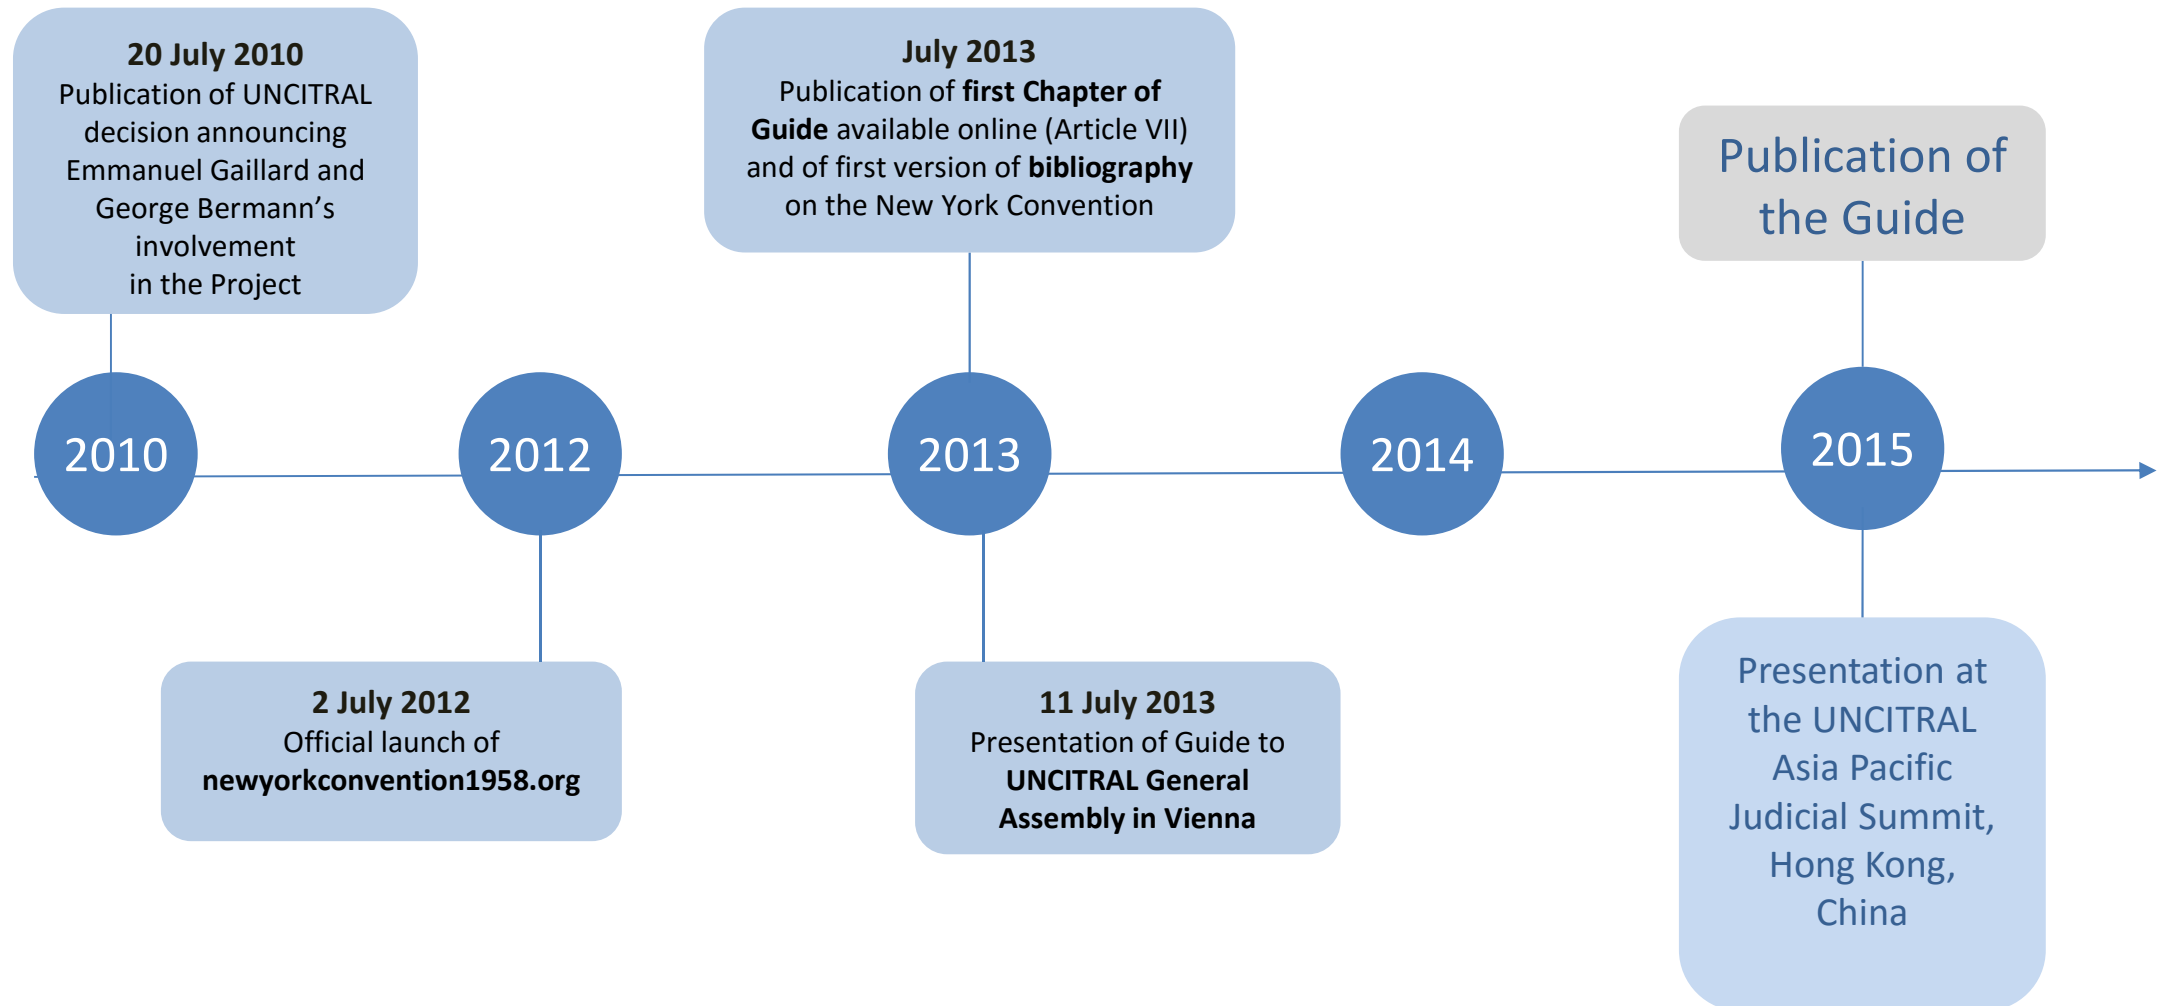 20 July 2010
Publication of UNCITRAL
decision announcing
Emmanuel Gaillard and
George Bermann’s
involvement
in the Project
July 2013
Publication of first Chapter of
Guide available online (Article VII)
and of first version of bibliography
on the New York Convention
Publication of
the Guide
2010
2012
2013
2014
2015
2 July 2012
Official launch of
newyorkconvention1958.org
11 July 2013
Presentation of Guide to
UNCITRAL General
Assembly in Vienna
Presentation at
the UNCITRAL
Asia Pacific
Judicial Summit,
Hong Kong,
China